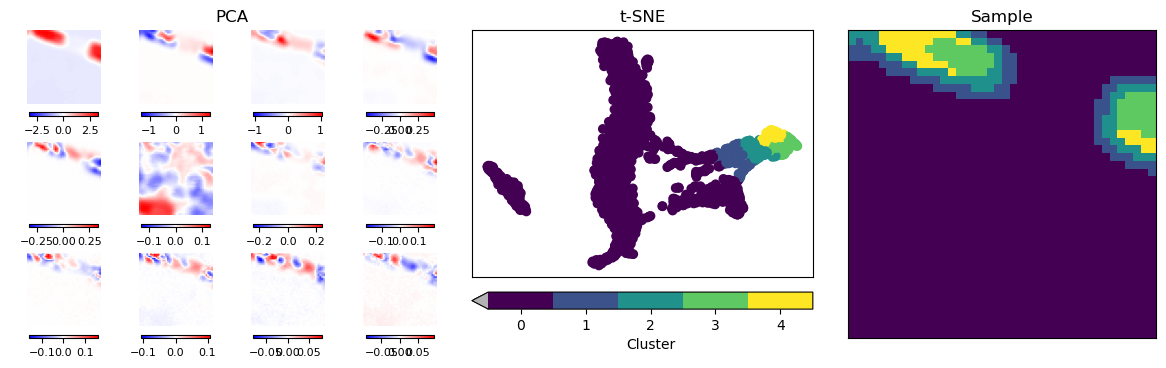 PCA t-SNE Sample
−2.5 0.0 2.5 −1 0 1 −1 0 1 −0.25 0.00 0.25
−0.25 0.00 0.25 −0.1 0.0 0.1 −0.2 0.0 0.2 −0.1 0.0 0.1
−0.1 0.0 0.1 −0.1 0.0 0.1 −0.05 0.00 0.05 −0.05 0.00 0.05
0 1 2 3 4
Cluster